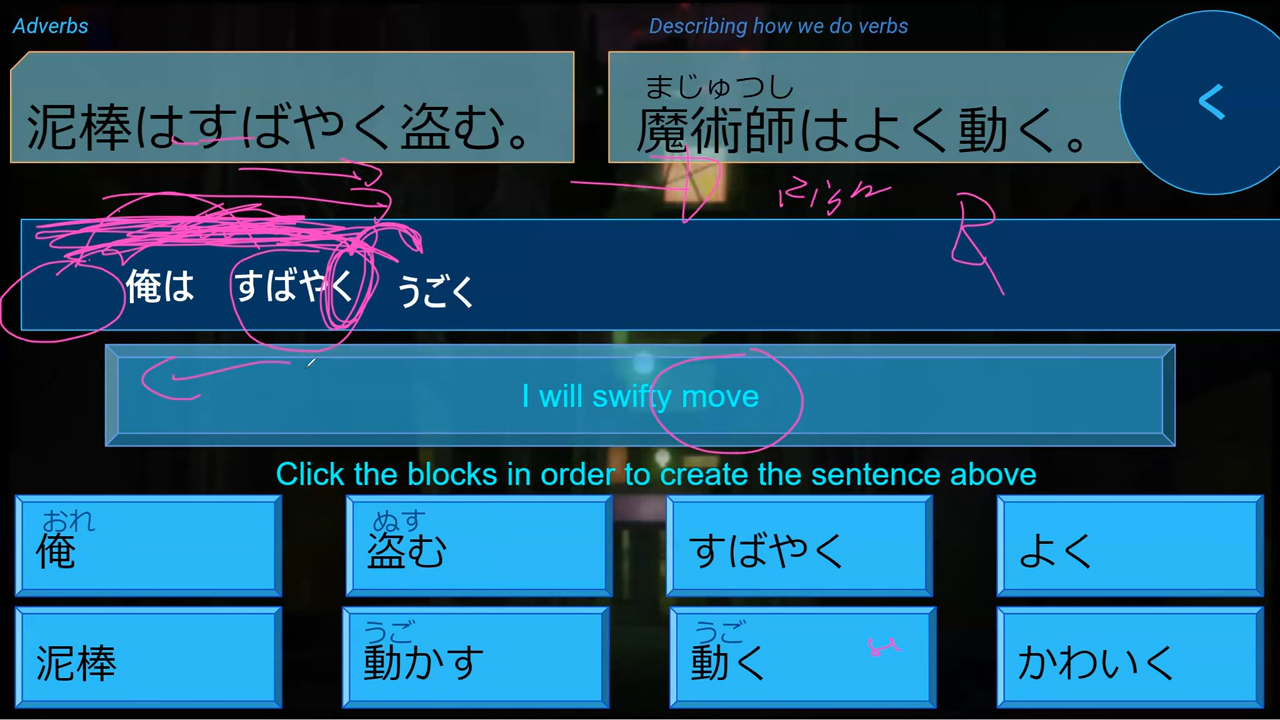 Adverbs
Describing how we do verbs
泥棒はすばやく盗む。
まじゅつし
魔術師はよく動く。
<
R
俺は すばやく うごく
I will swifty move
Click the blocks in order to create the sentence above
おれ
俺
ぬす
盗む
すばやく
よく
泥棒
うご
動かす
うご
動く
かわいく